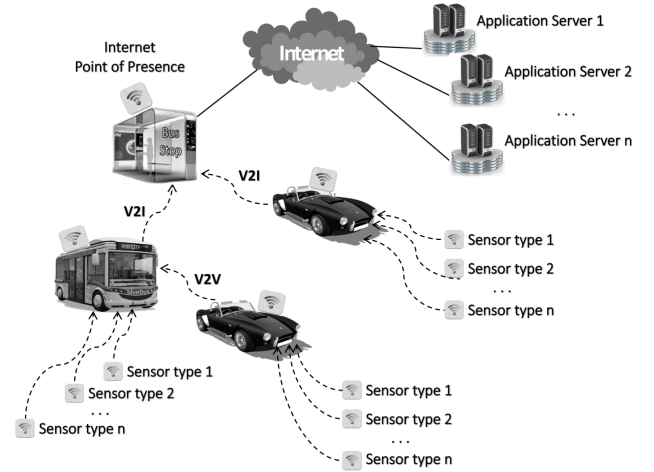 Application Server 1
Internet
Point of Presence
Internet
Application Server 2
. . .
Application Server n
Bus
Stop
V2I
V2I
Sensor type 1
Sensor type 2
. . .
Sensor type n
V2V
Sensor type 1
Sensor type 2
. . .
Sensor type n
Sensor type 1
Sensor type 2
. . .
Sensor type n